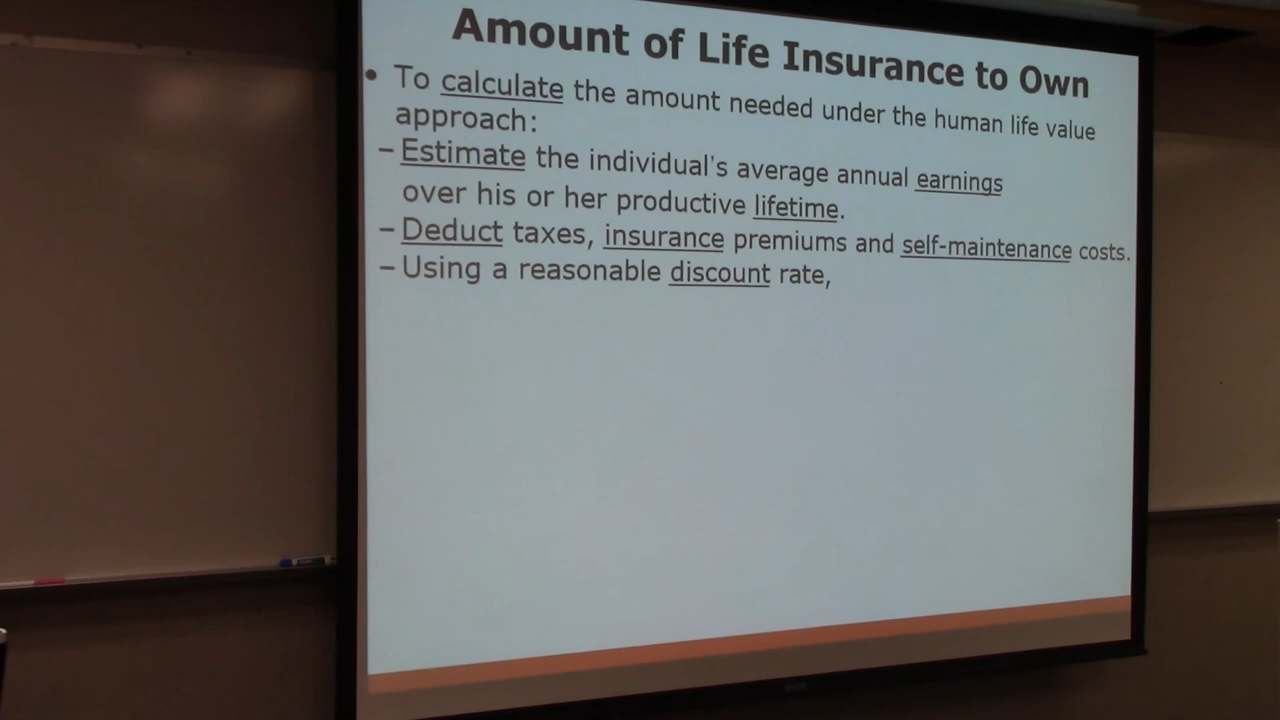 Amount of Life Insurance to Own
• To calculate the amount needed under the human life value
approach:
– Estimate the individual's average annual earnings
over his or her productive lifetime.
– Deduct taxes, insurance premiums and self-maintenance costs.
– Using a reasonable discount rate,